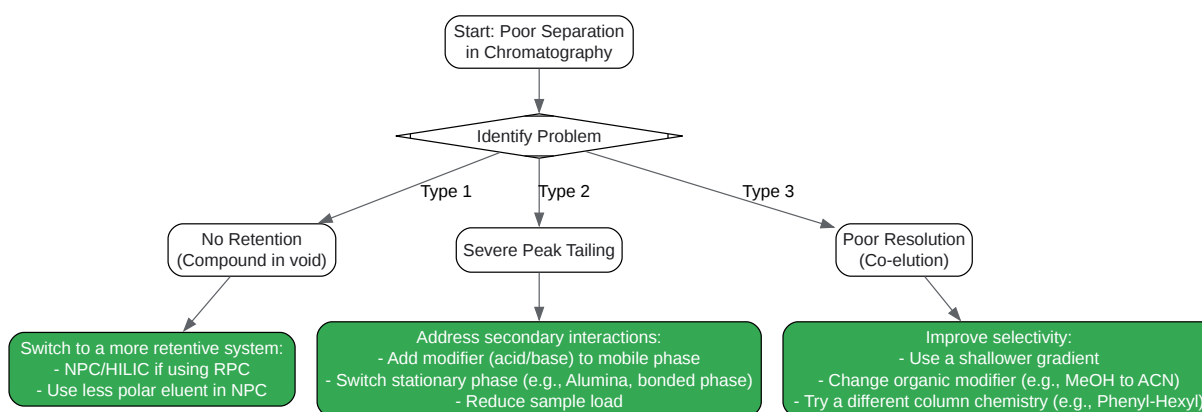 Start: Poor Separation
in Chromatography
Identify Problem
Type 1
Type 2
Type 3
No Retention
(Compound in void)
Severe Peak Tailing
Poor Resolution
(Co-elution)
Switch to a more retentive system:
- NPC/HILIC if using RPC
- Use less polar eluent in NPC
Address secondary interactions:
- Add modifier (acid/base) to mobile phase
- Switch stationary phase (e.g., Alumina, bonded phase)
- Reduce sample load
Improve selectivity:
- Use a shallower gradient
- Change organic modifier (e.g., MeOH to ACN)
- Try a different column chemistry (e.g., Phenyl-Hexyl)